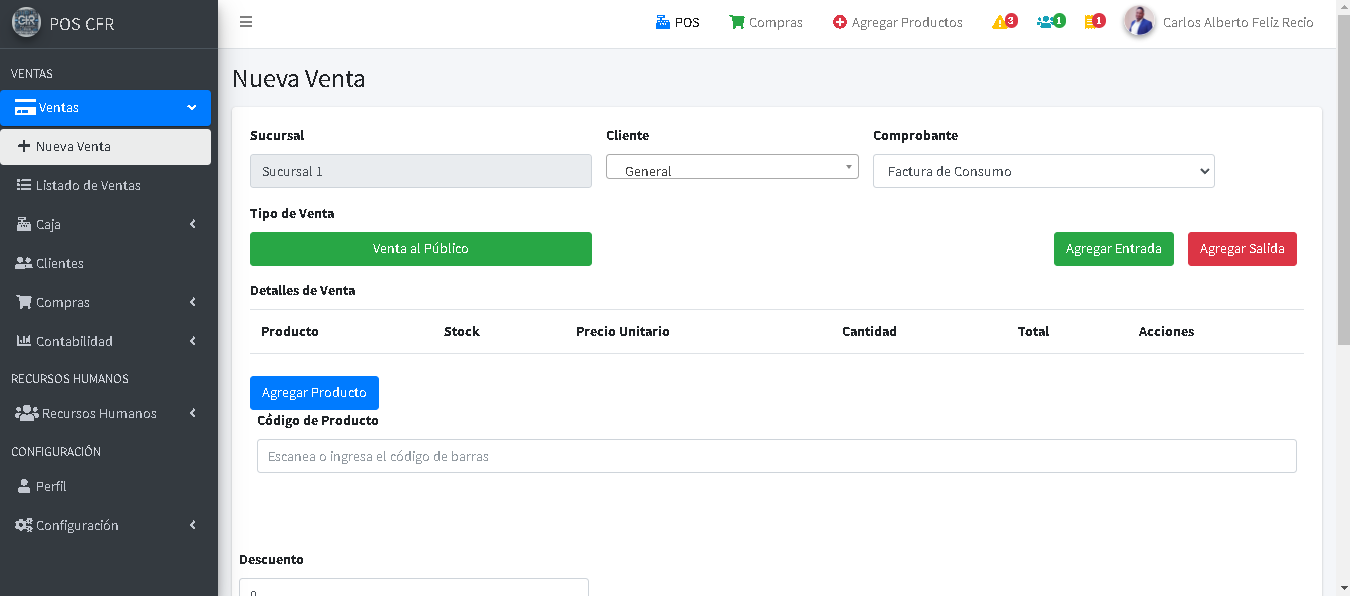 POS CFR
POS Compras Agregar Productos 3 1 1 Carlos Alberto Feliz Recio
VENTAS
Ventas
Nueva Venta
Listado de Ventas
Caja
Clientes
Compras
Contabilidad
RECURSOS HUMANOS
Recursos Humanos
CONFIGURACIÓN
Perfil
Configuración
Nueva Venta
Sucursal Cliente Comprobante
Sucursal 1 General Factura de Consumo
Tipo de Venta
Venta al Público Agregar Entrada Agregar Salida
Detalles de Venta
Producto Stock Precio Unitario Cantidad Total Acciones
Agregar Producto
Código de Producto
Escanea o ingresa el código de barras
Descuento